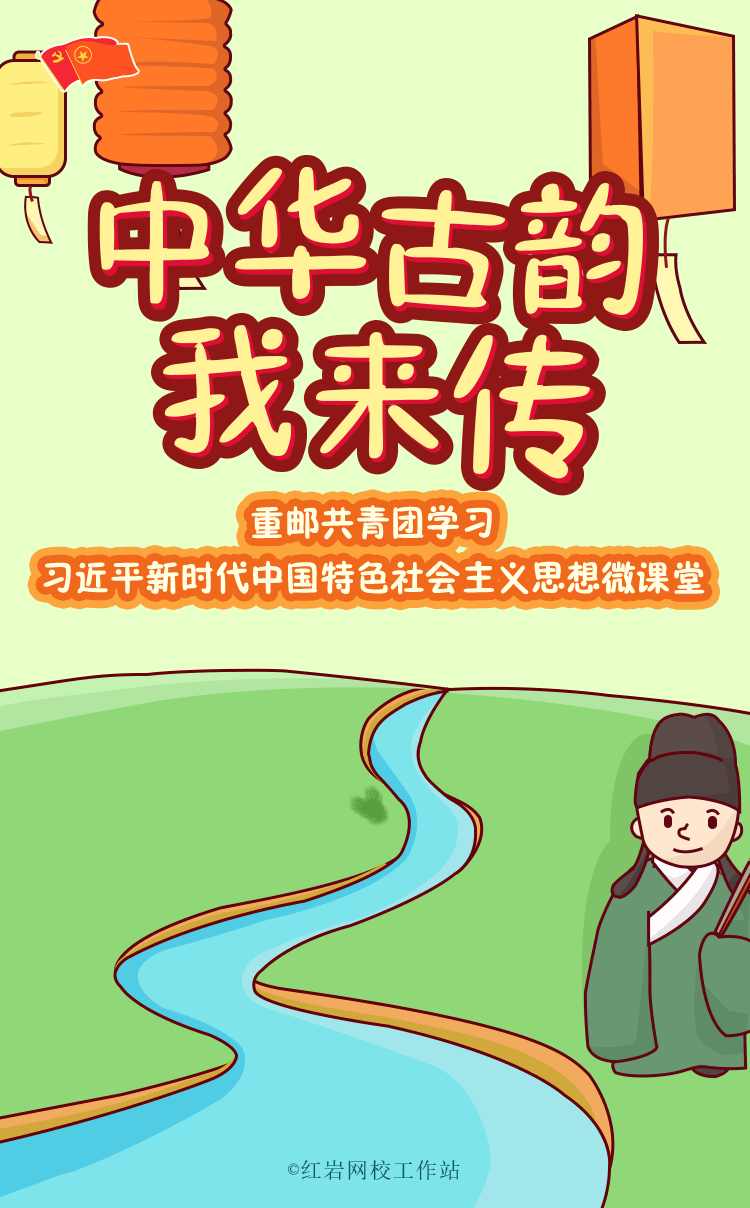 中华古韵
我来传
重邮共青团学习
习近平新时代中国特色社会主义思想微课堂
©红岩网校工作站